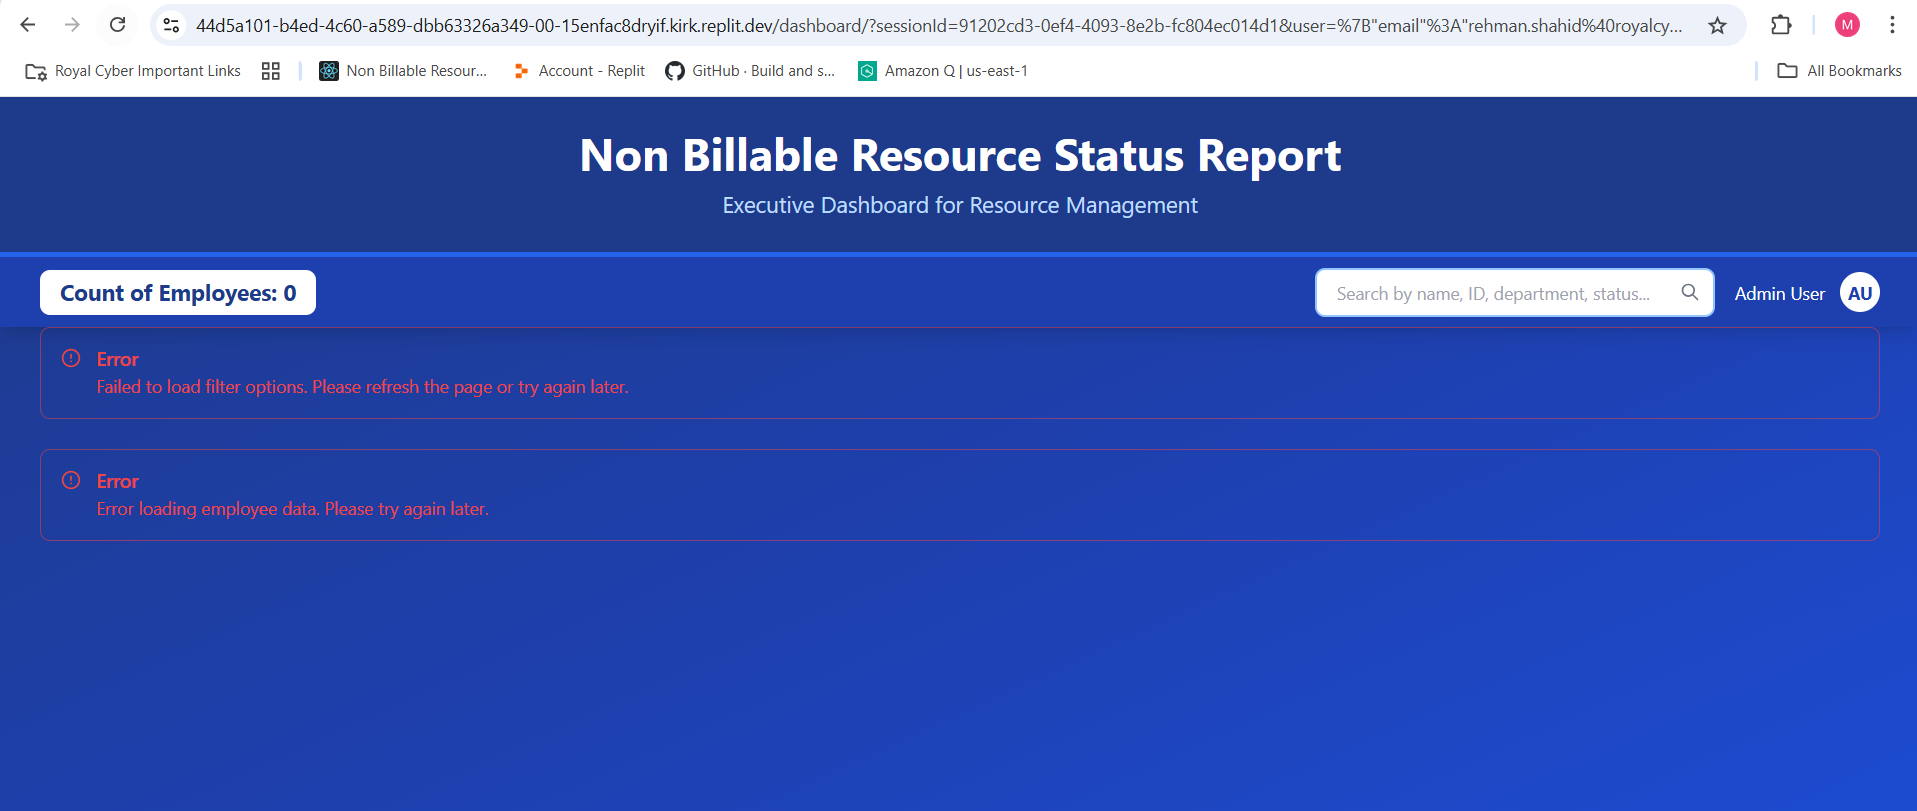 44d5a101-b4ed-4c60-a589-dbb63326a349-00-15enfac8dryif.kirk.replit.dev/dashboard/?sessionId=91202cd3-0ef4-4093-8e2b-fc804ec014d1&user=%7B"email"%3A"rehman.shahid%40royalcy...
M
Royal Cyber Important Links
Non Billable Resour...
Account - Replit
GitHub · Build and s...
Amazon Q | us-east-1
All Bookmarks
Non Billable Resource Status Report
Executive Dashboard for Resource Management
Count of Employees: 0
Search by name, ID, department, status...
Admin User
AU
Error
Failed to load filter options. Please refresh the page or try again later.
Error
Error loading employee data. Please try again later.